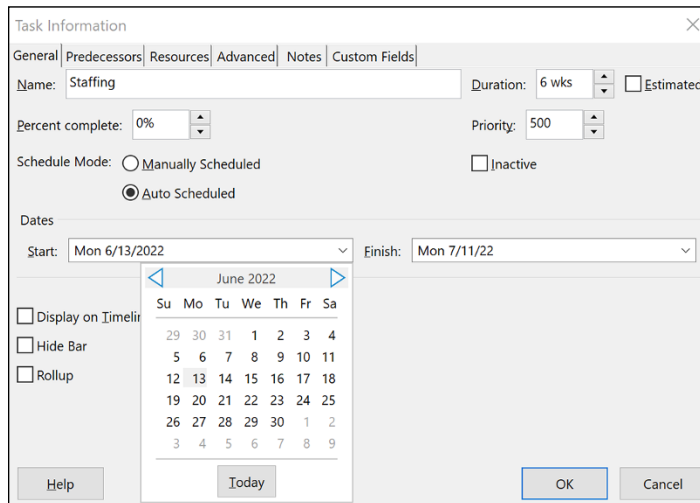 Task Information
General Predecessors Resources Advanced Notes Custom Fields
Name: Staffing Duration: 6 wks Estimated
Percent complete: 0% Priority: 500
Schedule Mode: Manually Scheduled Inactive
Auto Scheduled
Dates
Start: Mon 6/13/2022 Finish: Mon 7/11/22
June 2022
Su Mo Tu We Th Fr Sa
29 30 31 1 2 3 4
5 6 7 8 9 10 11
12 13 14 15 16 17 18
19 20 21 22 23 24 25
26 27 28 29 30 1 2
3 4 5 6 7 8 9
Display on Timelin
Hide Bar
Rollup
Help Today OK Cancel